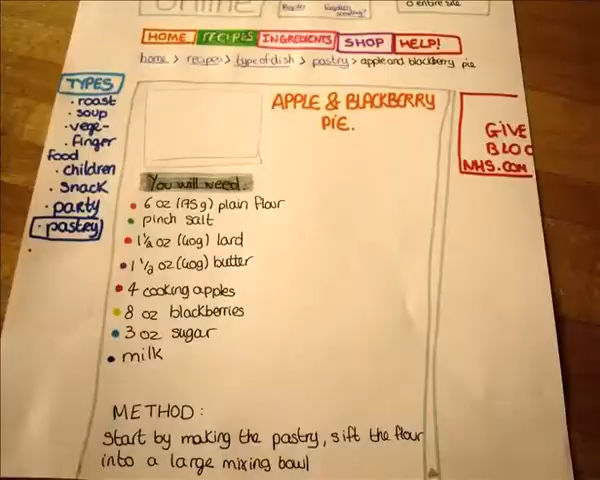 Online
Register forgotten something?
o entire site
HOME RECIPES INGREDIENTS SHOP HELP!
home > recipes > type of dish > pastry > apple and blackberry pie
TYPES
· roast
· soup
· vege-
· finger
food
· children
· snack
· party
· pastry
APPLE & BLACKBERRY
PIE.
GIVE
BLOO
NHS.COM
You will need.
• 6 oz (175g) plain flour
• pinch salt
• 1½ oz (40g) lard
• 1 ½ oz (40g) butter
• 4 cooking apples
• 8 oz blackberries
• 3 oz sugar
• milk
METHOD:
start by making the pastry, sift the flour
into a large mixing bowl